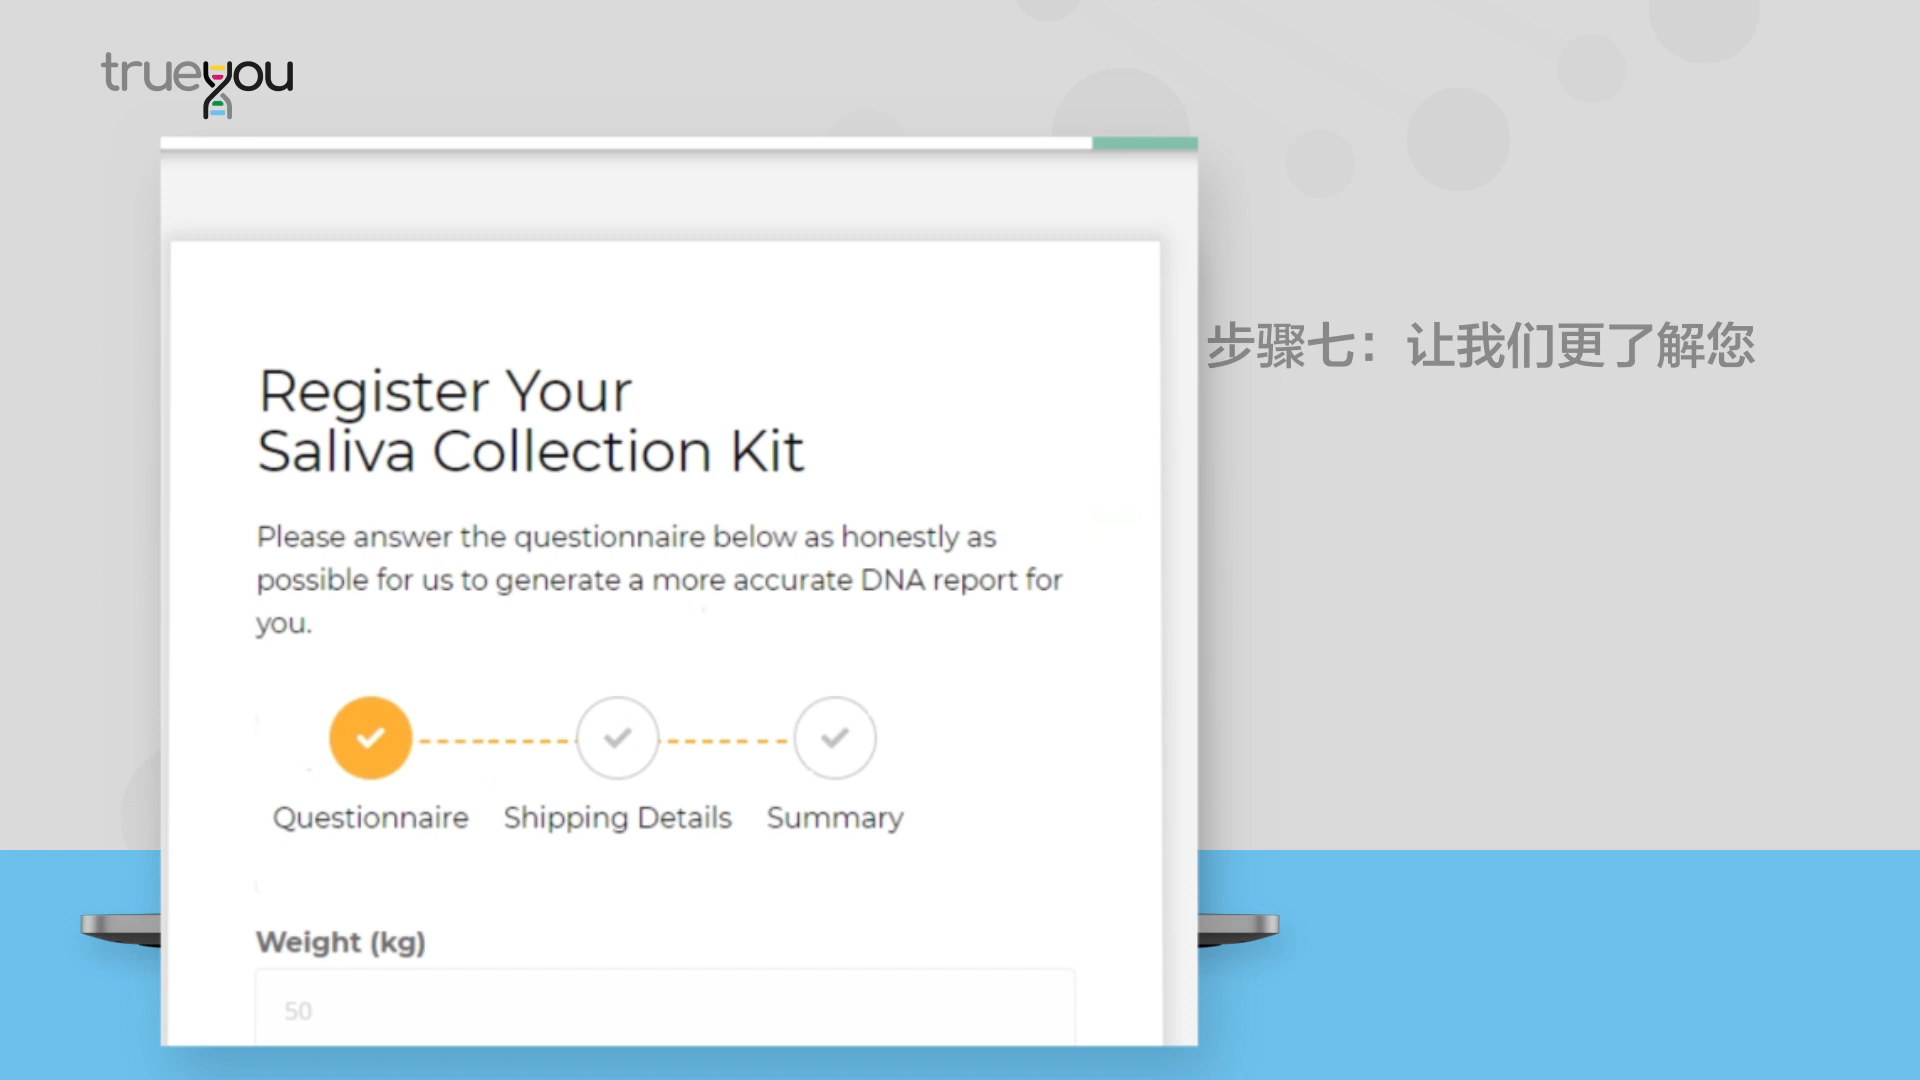 trueyou
步骤七：让我们更了解您
Register Your
Saliva Collection Kit
Please answer the questionnaire below as honestly as
possible for us to generate a more accurate DNA report for
you.
Questionnaire Shipping Details Summary
Weight (kg)
50